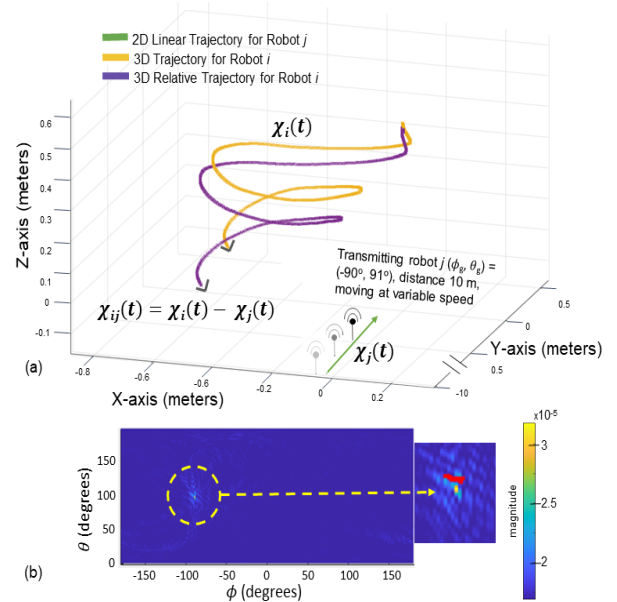 2D Linear Trajectory for Robot j
3D Trajectory for Robot i
3D Relative Trajectory for Robot i
χᵢ(t)
Z-axis (meters)
0.6
0.5
0.4
0.3
0.2
0.1
0
-0.1
Transmitting robot j (ϕg, θg) =
(-90º, 91º), distance 10 m,
moving at variable speed
χᵢⱼ(t) = χᵢ(t) − χⱼ(t)
χⱼ(t)
0.5
0
0.5
-10
Y-axis (meters)
-0.8
-0.6
-0.6
-0.2
0
0.2
X-axis (meters)
(a)
θ (degrees)
150
100
50
0
-150
-100
-50
0
50
100
150
ϕ (degrees)
×10⁻⁵
3
2.5
2
magnitude
(b)